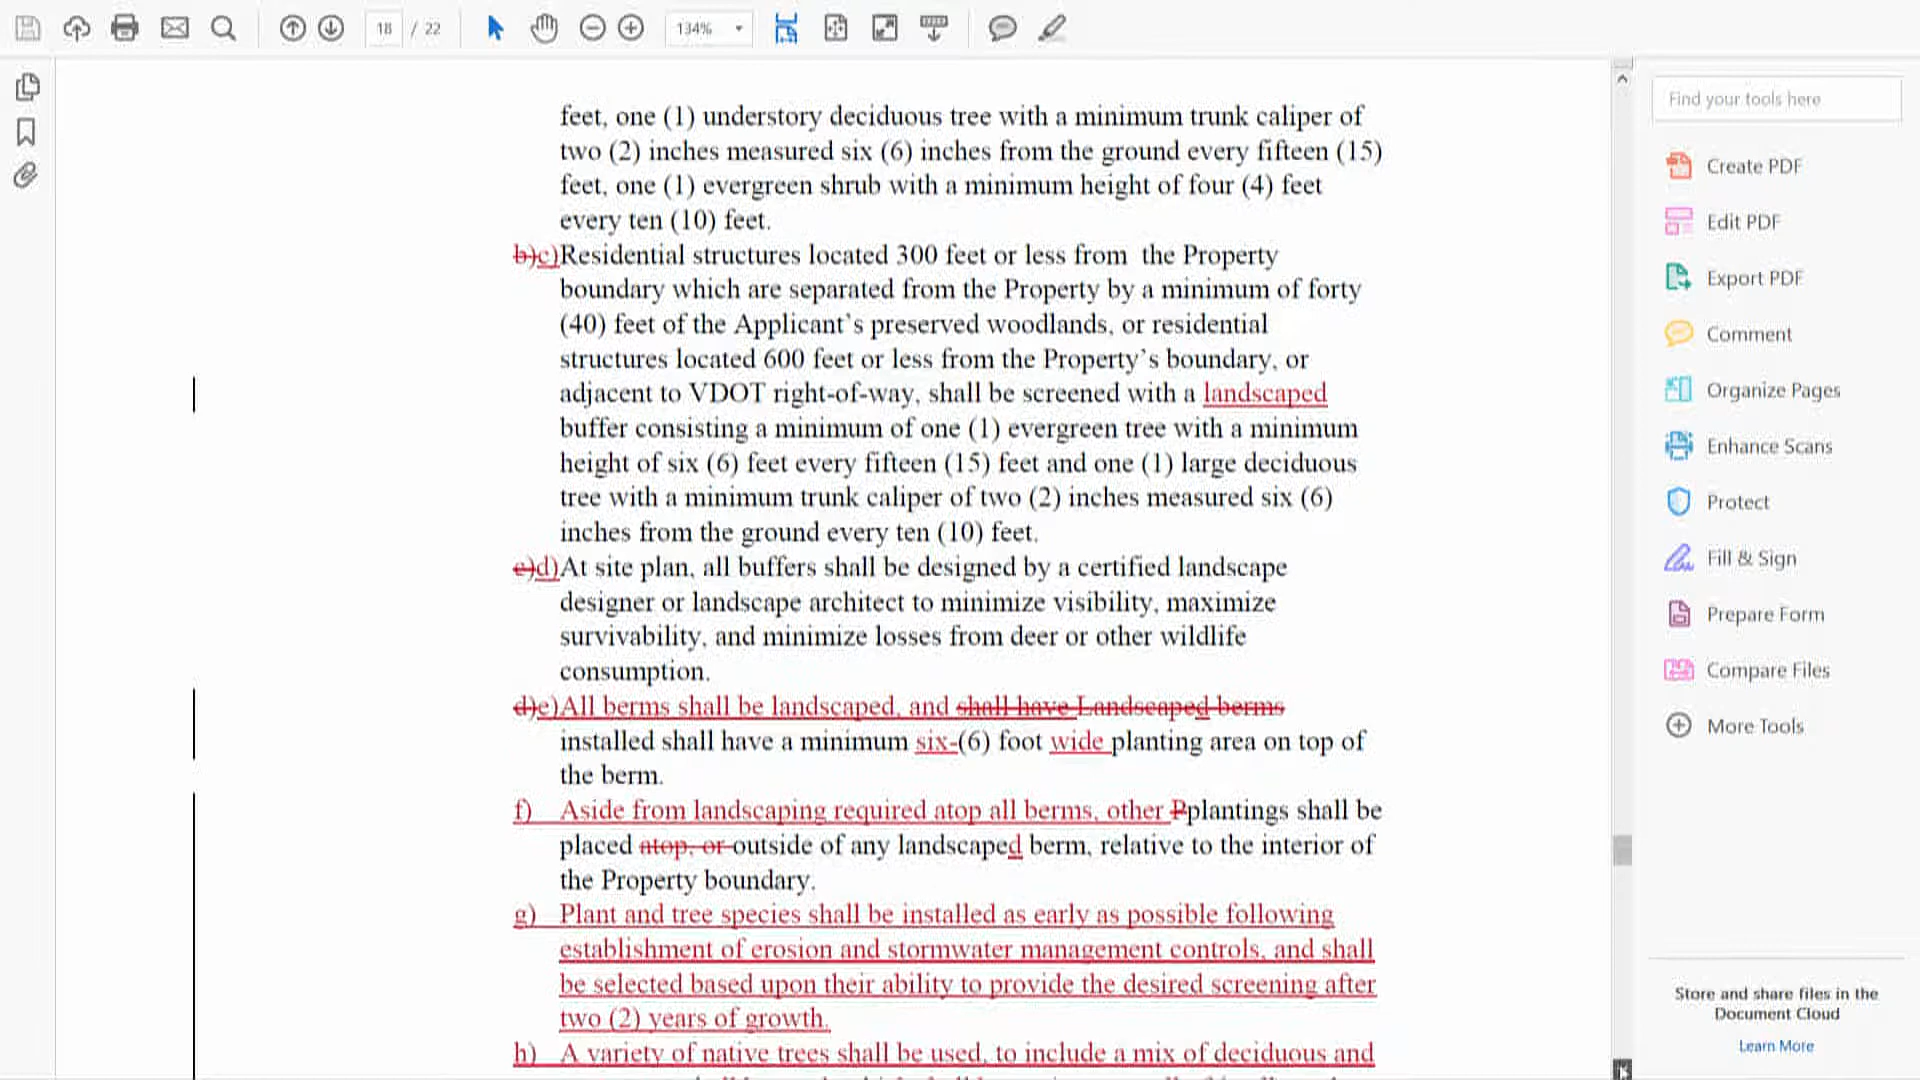 18 / 22
134%
Find your tools here
feet, one (1) understory deciduous tree with a minimum trunk caliper of
two (2) inches measured six (6) inches from the ground every fifteen (15)
feet, one (1) evergreen shrub with a minimum height of four (4) feet
every ten (10) feet.
b)c)Residential structures located 300 feet or less from  the Property
boundary which are separated from the Property by a minimum of forty
(40) feet of the Applicant's preserved woodlands, or residential
structures located 600 feet or less from the Property's boundary, or
adjacent to VDOT right-of-way, shall be screened with a landscaped
buffer consisting a minimum of one (1) evergreen tree with a minimum
height of six (6) feet every fifteen (15) feet and one (1) large deciduous
tree with a minimum trunk caliper of two (2) inches measured six (6)
inches from the ground every ten (10) feet.
c)d)At site plan, all buffers shall be designed by a certified landscape
designer or landscape architect to minimize visibility, maximize
survivability, and minimize losses from deer or other wildlife
consumption.
d)e)All berms shall be landscaped, and shall have Landscaped berms
installed shall have a minimum six-(6) foot wide planting area on top of
the berm.
f) Aside from landscaping required atop all berms, other Pplantings shall be
placed atop, or outside of any landscaped berm, relative to the interior of
the Property boundary.
g) Plant and tree species shall be installed as early as possible following
establishment of erosion and stormwater management controls, and shall
be selected based upon their ability to provide the desired screening after
two (2) years of growth.
h) A variety of native trees shall be used, to include a mix of deciduous and
Create PDF
Edit PDF
Export PDF
Comment
Organize Pages
Enhance Scans
Protect
Fill & Sign
Prepare Form
Compare Files
More Tools
Store and share files in the
Document Cloud
Learn More